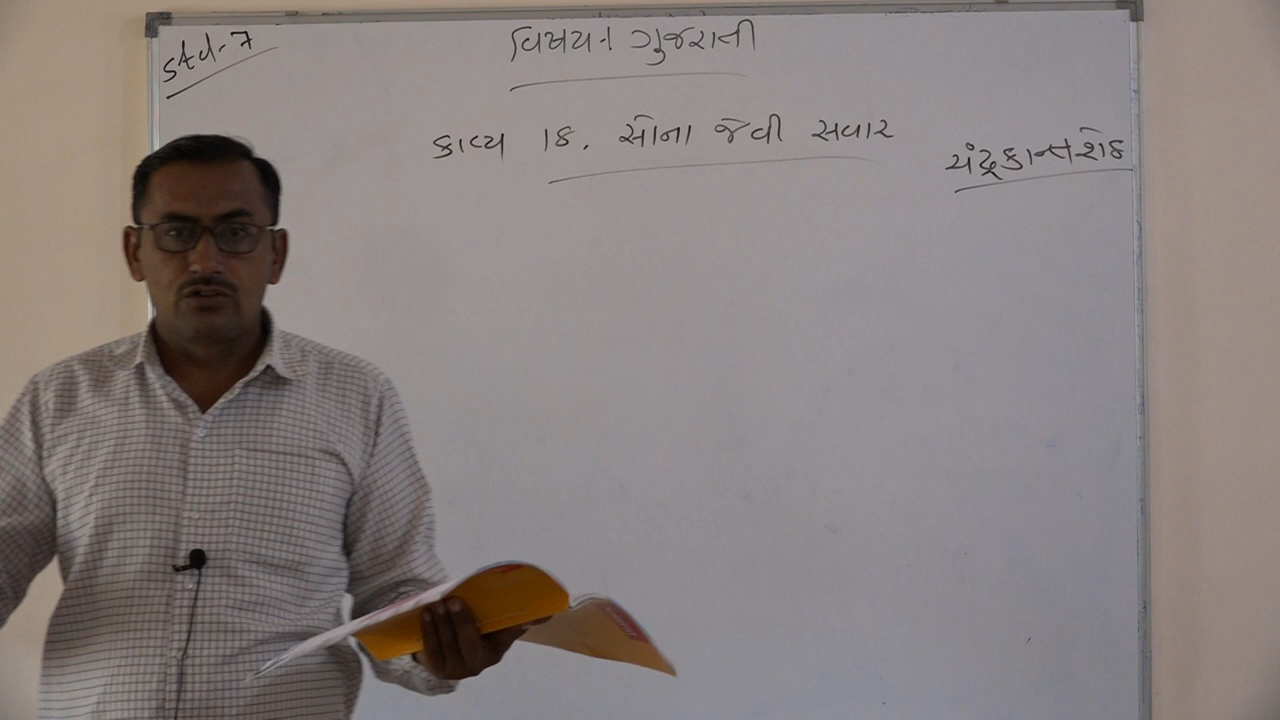 Std-7
વિષય:- ગુજરાતી
કાવ્ય 18. સોના જેવી સવાર
ચંદ્રકાન્ત શેઠ